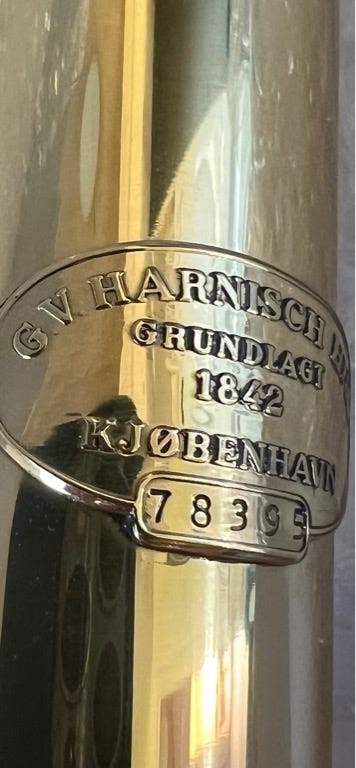 G.V. HARNISCH
GRUNDLAGT
1842
KJØBENHAVN
78395